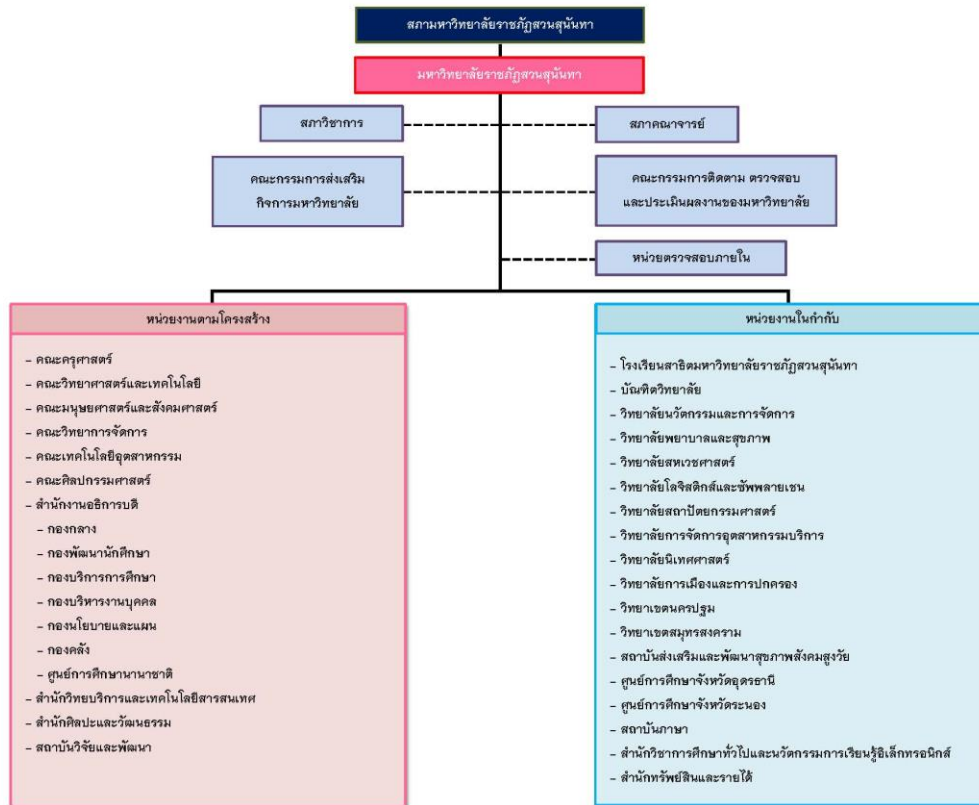 สภามหาวิทยาลัยราชภัฏสวนสุนันทา
มหาวิทยาลัยราชภัฏสวนสุนันทา
สภาวิชาการ
สภาคณาจารย์
คณะกรรมการส่งเสริม
กิจการมหาวิทยาลัย
คณะกรรมการติดตาม ตรวจสอบ
และประเมินผลงานของมหาวิทยาลัย
หน่วยตรวจสอบภายใน
หน่วยงานตามโครงสร้าง
- คณะครุศาสตร์
- คณะวิทยาศาสตร์และเทคโนโลยี
- คณะมนุษยศาสตร์และสังคมศาสตร์
- คณะวิทยาการจัดการ
- คณะเทคโนโลยีอุตสาหกรรม
- คณะศิลปกรรมศาสตร์
- สำนักงานอธิการบดี
- กองกลาง
- กองพัฒนานักศึกษา
- กองบริการการศึกษา
- กองบริหารงานบุคคล
- กองนโยบายและแผน
- กองคลัง
- ศูนย์การศึกษานานาชาติ
- สำนักวิทยบริการและเทคโนโลยีสารสนเทศ
- สำนักศิลปะและวัฒนธรรม
- สถาบันวิจัยและพัฒนา
หน่วยงานในกำกับ
- โรงเรียนสาธิตมหาวิทยาลัยราชภัฏสวนสุนันทา
- บัณฑิตวิทยาลัย
- วิทยาลัยนวัตกรรมและการจัดการ
- วิทยาลัยพยาบาลและสุขภาพ
- วิทยาลัยสหเวชศาสตร์
- วิทยาลัยโลจิสติกส์และซัพพลายเชน
- วิทยาลัยสถาปัตยกรรมศาสตร์
- วิทยาลัยการจัดการอุตสาหกรรมบริการ
- วิทยาลัยนิเทศศาสตร์
- วิทยาลัยการเมืองและการปกครอง
- วิทยาเขตนครปฐม
- วิทยาเขตสมุทรสงคราม
- สถาบันส่งเสริมและพัฒนาสุขภาพสังคมสูงวัย
- ศูนย์การศึกษาจังหวัดอุดรธานี
- ศูนย์การศึกษาจังหวัดระนอง
- สถาบันภาษา
- สำนักวิชาการศึกษาทั่วไปและนวัตกรรมการเรียนรู้อิเล็กทรอนิกส์
- สำนักทรัพย์สินและรายได้